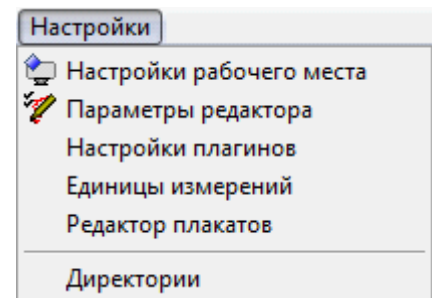 Настройки
Настройки рабочего места
Параметры редактора
Настройки плагинов
Единицы измерений
Редактор плакатов
Директории